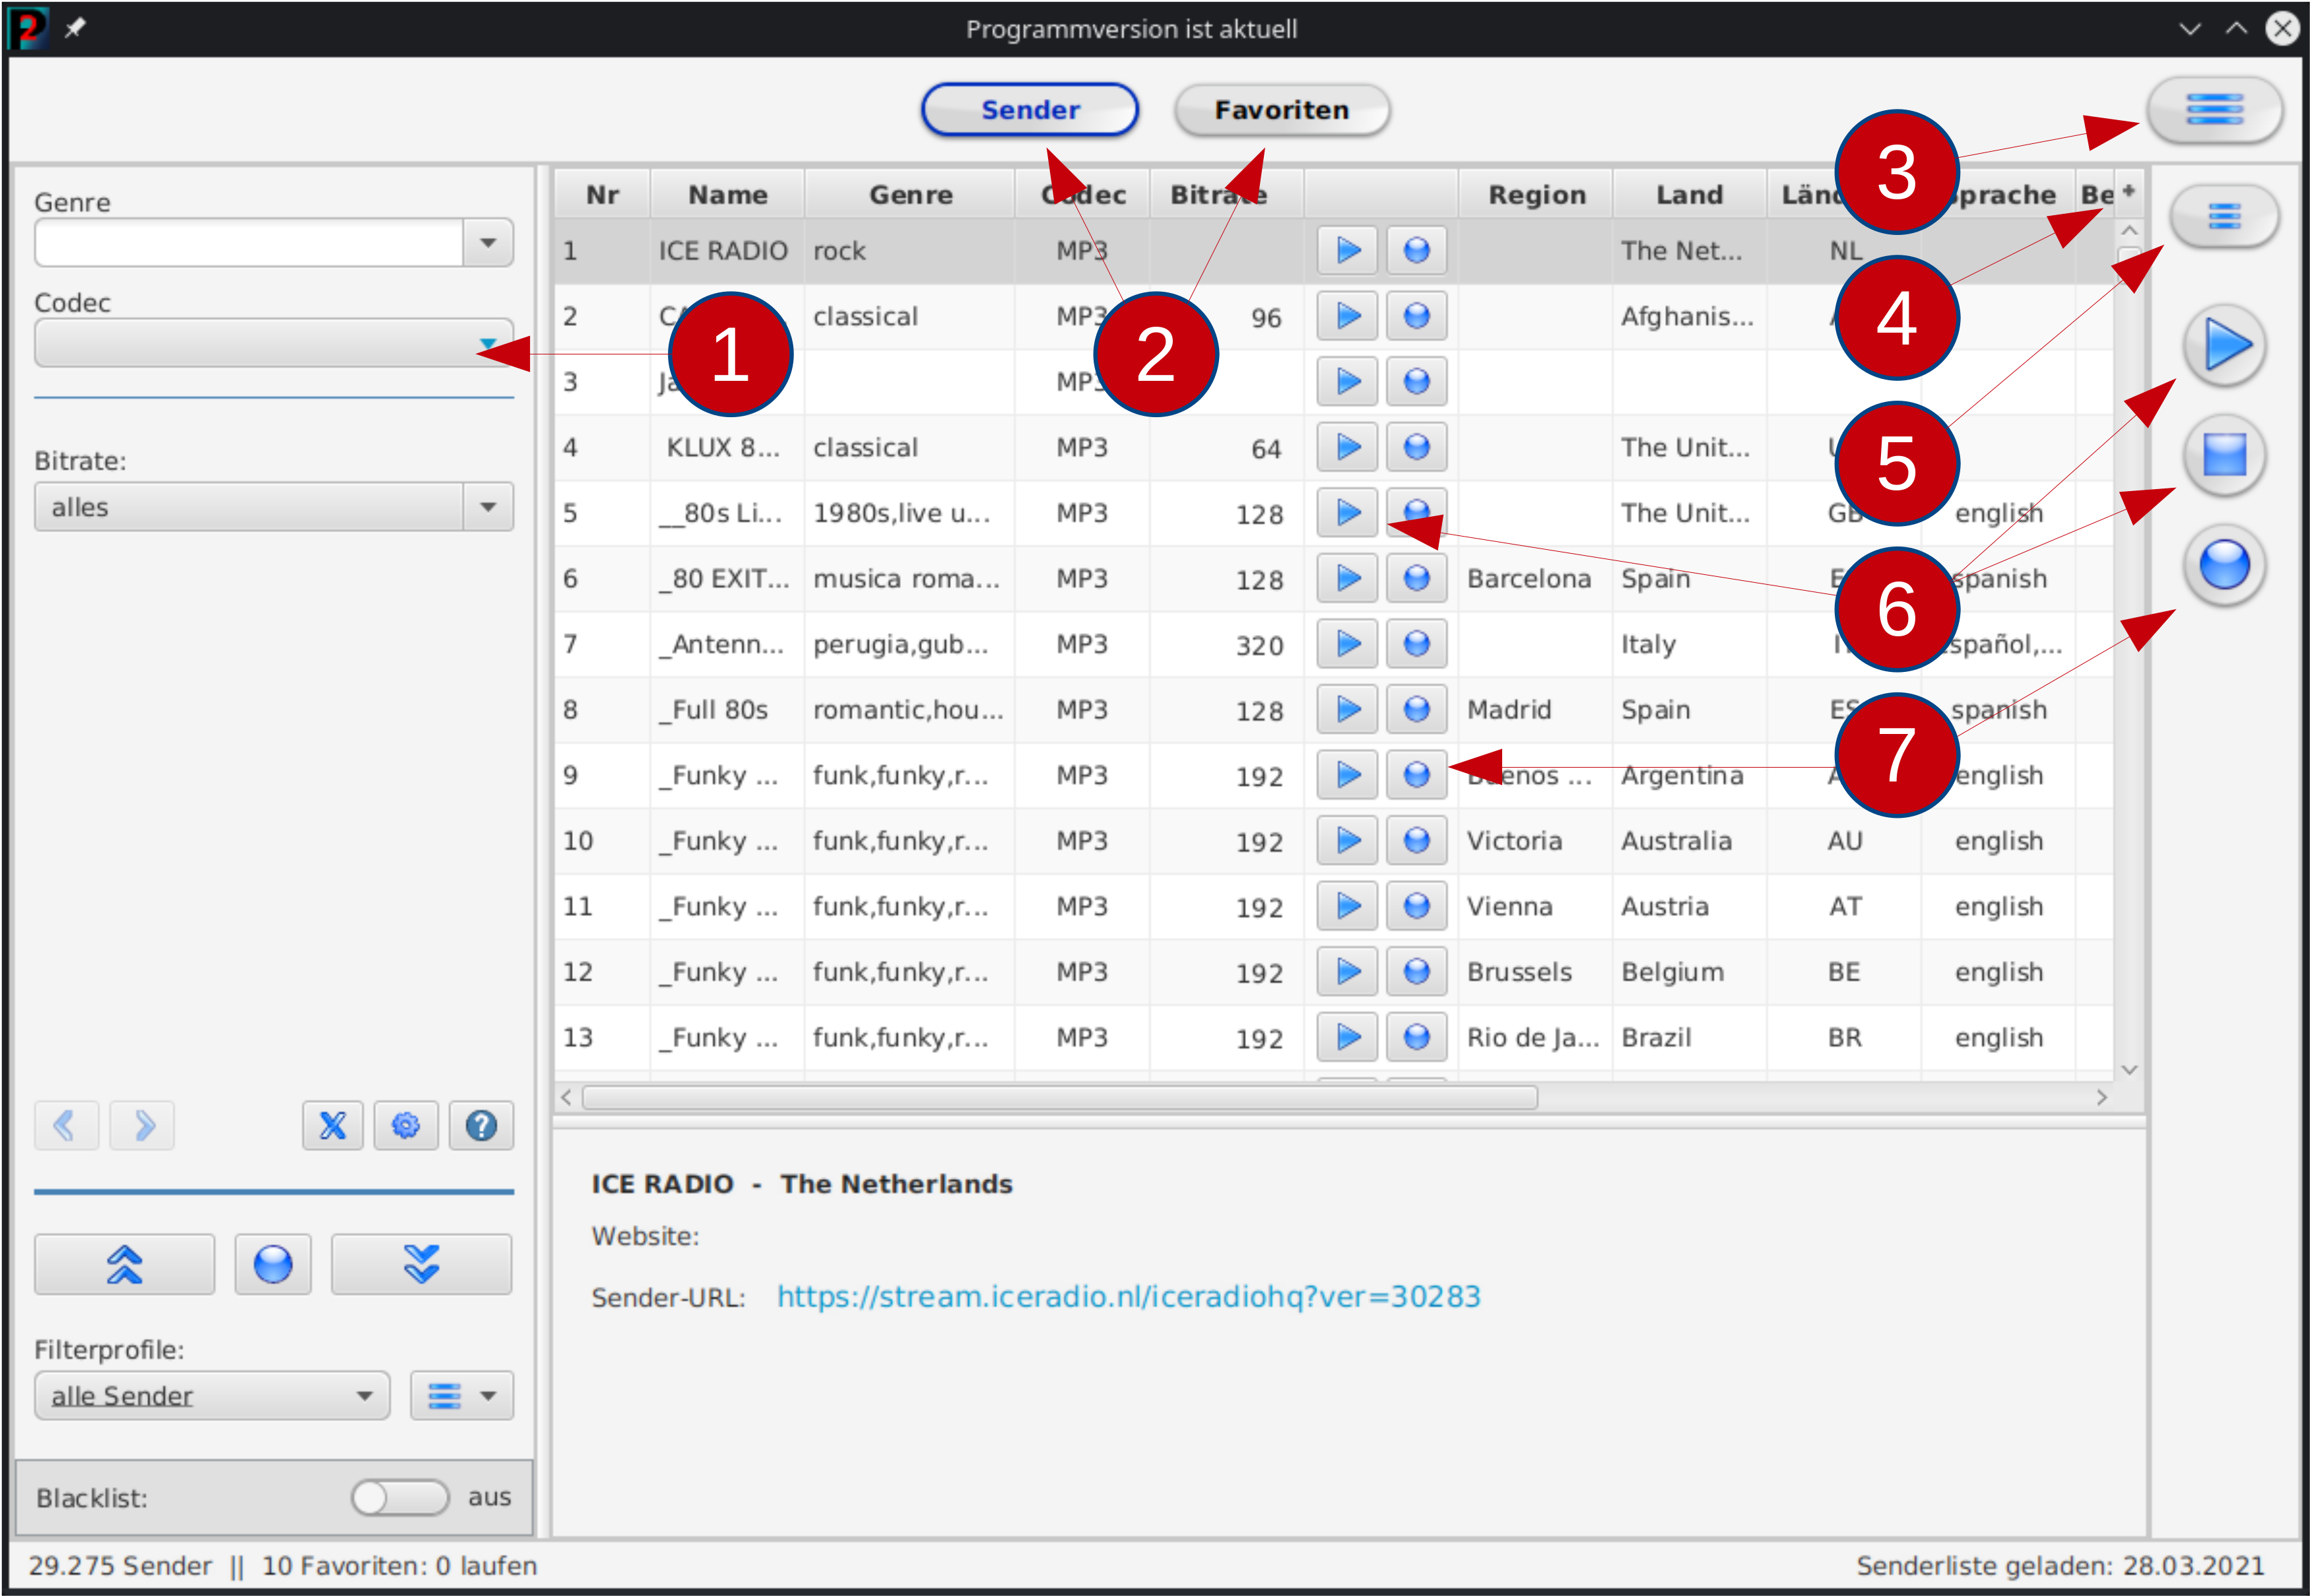 Programmversion ist aktuell
Sender Favoriten
Genre
Codec
Bitrate:
alles
Filterprofile:
alle Sender
Blacklist: aus
Nr Name Genre Codec Bitrate Region Land +
1 ICE RADIO rock MP3 The Net... NL
2 classical MP3 96 Afghanis...
3 MP3
4 KLUX 8... classical MP3 64 The Unit...
5 __80s Li... 1980s,live u... MP3 128 The Unit... GB english
6 _80 EXIT... musica roma... MP3 128 Barcelona Spain spanish
7 _Antenn... perugia,gub... MP3 320 Italy
8 _Full 80s romantic,hou... MP3 128 Madrid Spain ES spanish
9 _Funky ... funk,funky,r... MP3 192 Buenos ... Argentina english
10 _Funky ... funk,funky,r... MP3 192 Victoria Australia AU english
11 _Funky ... funk,funky,r... MP3 192 Vienna Austria AT english
12 _Funky ... funk,funky,r... MP3 192 Brussels Belgium BE english
13 _Funky ... funk,funky,r... MP3 192 Rio de Ja... Brazil BR english
1
2
3
4
5
6
7
ICE RADIO - The Netherlands
Website:
Sender-URL: https://stream.iceradio.nl/iceradiohq?ver=30283
29.275 Sender || 10 Favoriten: 0 laufen
Senderliste geladen: 28.03.2021